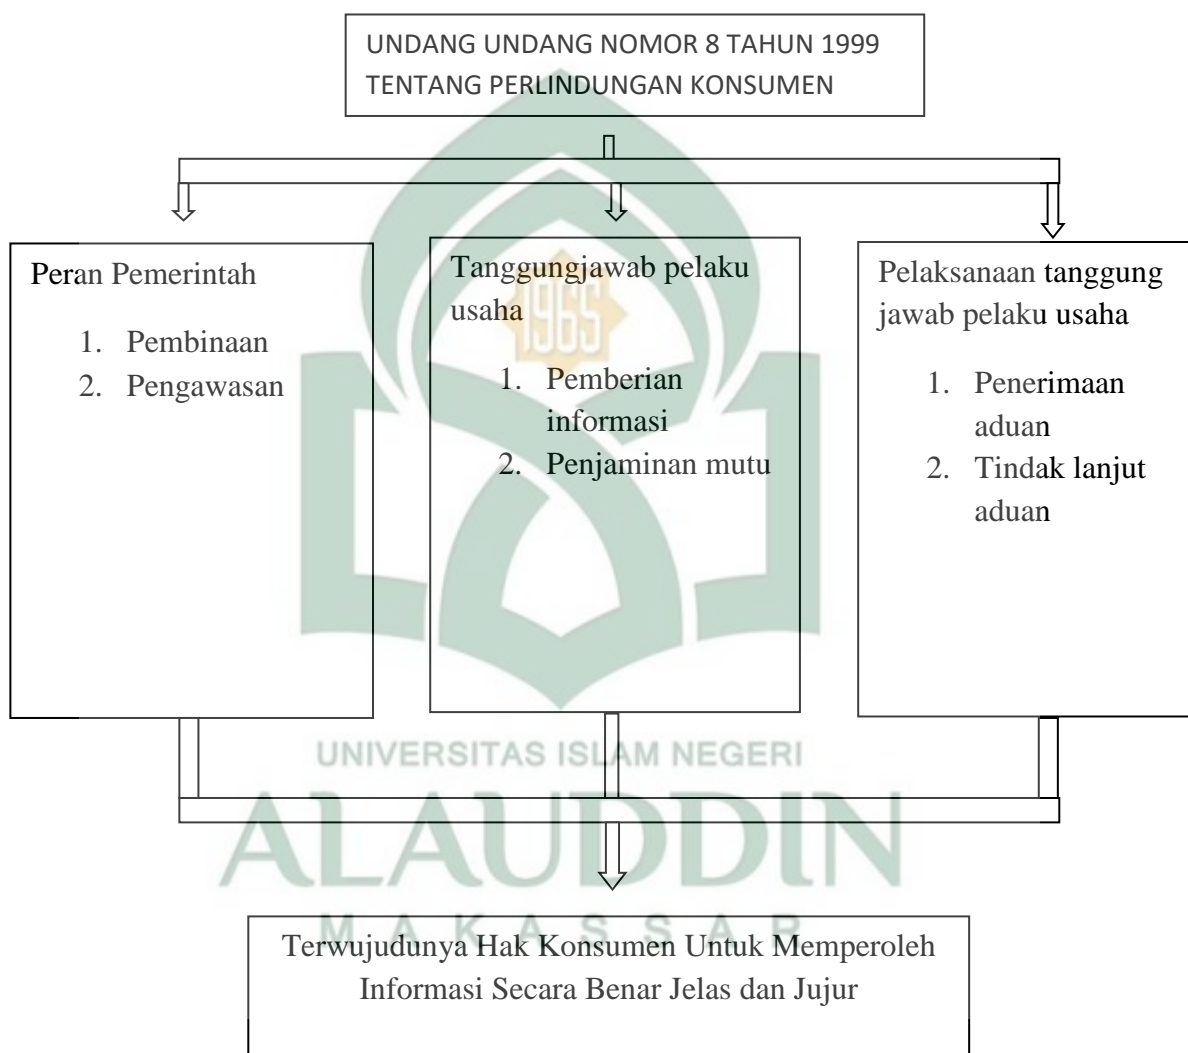 UNDANG UNDANG NOMOR 8 TAHUN 1999
TENTANG PERLINDUNGAN KONSUMEN
Peran Pemerintah
1. Pembinaan
2. Pengawasan
Tanggungjawab pelaku
usaha
1. Pemberian
informasi
2. Penjaminan mutu
Pelaksanaan tanggung
jawab pelaku usaha
1. Penerimaan
aduan
2. Tindak lanjut
aduan
1965
UNIVERSITAS ISLAM NEGERI
ALAUDDIN
MAKASSAR
Terwujudunya Hak Konsumen Untuk Memperoleh
Informasi Secara Benar Jelas dan Jujur